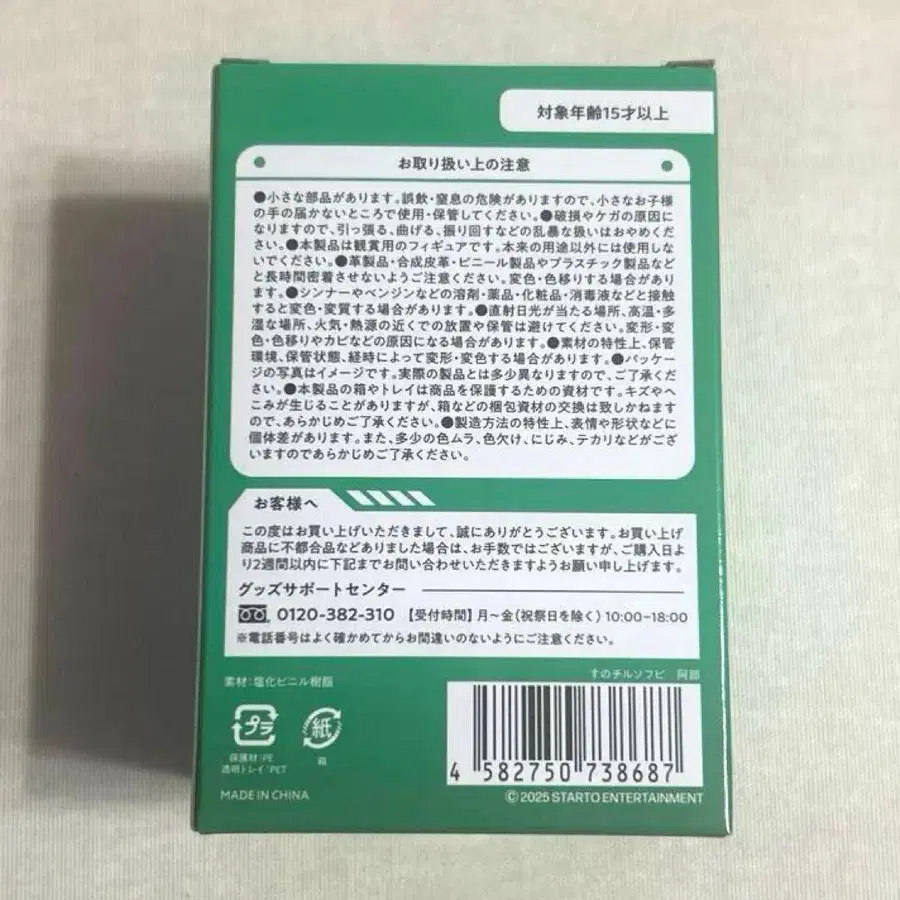 対象年齢15才以上
お取り扱い上の注意
●小さな部品があります。誤飲・窒息の危険がありますので、小さなお子様
の手の届かないところで使用・保管してください。●破損やケガの原因に
なりますので、引っ張る、曲げる、振り回すなどの乱暴な扱いはおやめくだ
さい。●本製品は観賞用のフィギュアです。本来の用途以外には使用しな
いでください。●革製品・合成皮革・ビニール製品やプラスチック製品など
と長時間密着させないようご注意ください。変色・色移りする場合があり
ます。●シンナーやベンジンなどの溶剤・薬品・化粧品・消毒液などと接触
すると変色・変質する場合があります。●直射日光が当たる場所、高温・多
湿な場所、火気・熱源の近くでの放置や保管は避けてください。変形・変
色・色移りやカビなどの原因になる場合があります。●素材の特性上、保管
環境、保管状態、経時によって変形・変色する場合があります。●パッケー
ジの写真はイメージです。実際の製品とは多少異なりますので、ご了承くだ
さい。●本製品の箱やトレイは商品を保護するための資材です。キズやへ
こみが生じることがありますが、箱などの梱包資材の交換は致しかねます
ので、あらかじめご了承ください。●製造方法の特性上、表情や形状などに
個体差があります。また、多少の色ムラ、色欠け、にじみ、テカリなどがござ
いますのであらかじめご了承ください。
お客様へ
この度はお買い上げいただきまして、誠にありがとうございます。お買い上げ
商品に不都合品などありました場合は、お手数ではございますが、ご購入日よ
り2週間以内に下記までお問い合わせいただきますようお願い申し上げます。
グッズサポートセンター
0120-382-310 【受付時間】月〜金（祝祭日を除く）10:00-18:00
※電話番号はよく確かめてからお間違いのないようにご注意ください。
素材：塩化ビニル樹脂
すのチルソフビ 阿部
プラ 紙
保護材：PE 箱
透明トレイ：PET
4 582750 738687
MADE IN CHINA
©2025 STARTO ENTERTAINMENT